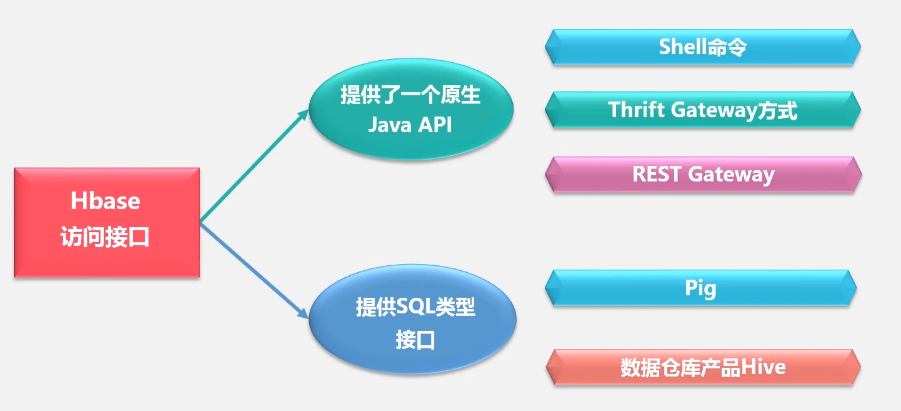 Hbase
访问接口
提供了一个原生
Java API
Shell命令
Thrift Gateway方式
REST Gateway
提供SQL类型
接口
Pig
数据仓库产品Hive